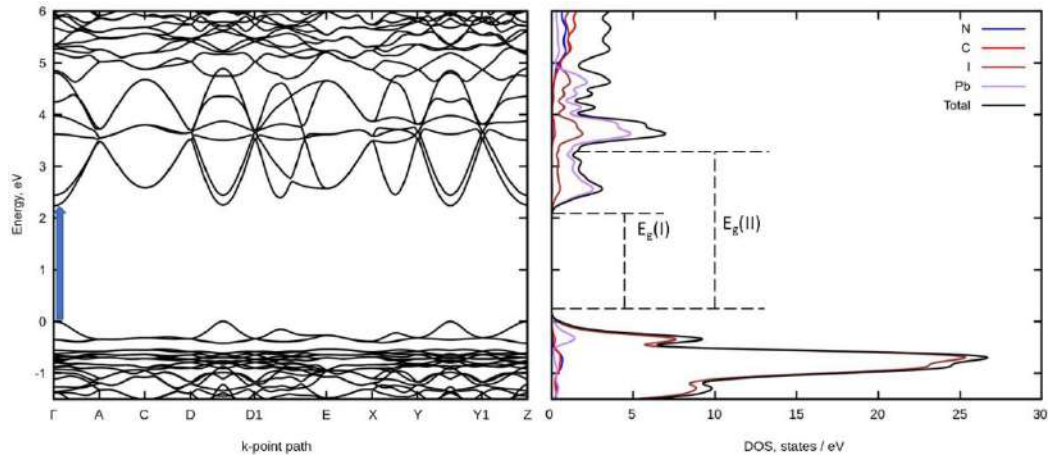 6
5
4
3
2
1
0
-1
Energy, eV
Γ A C D D1 E X Y Y1 Z
k-point path
N
C
I
Pb
Total
E_g(I)
E_g(II)
0 5 10 15 20 25 30
DOS, states / eV